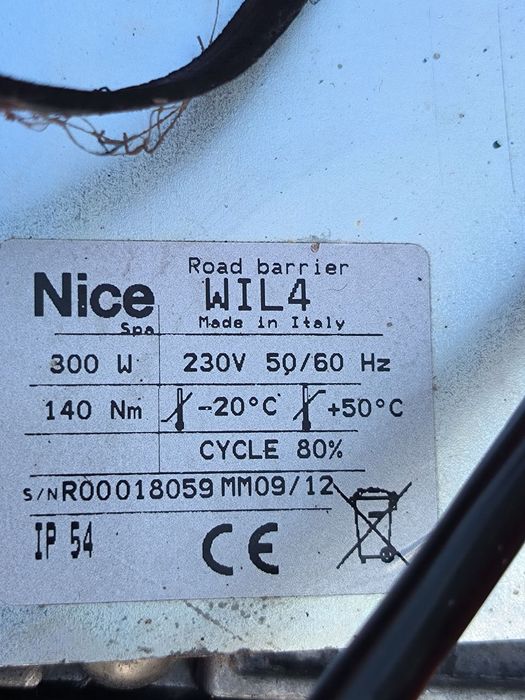 Road barrier
Nice WIL4
Spa Made in Italy
300 W 230V 50/60 Hz
140 Nm -20°C +50°C
CYCLE 80%
S/N R00018059 MM09/12
IP 54 CE